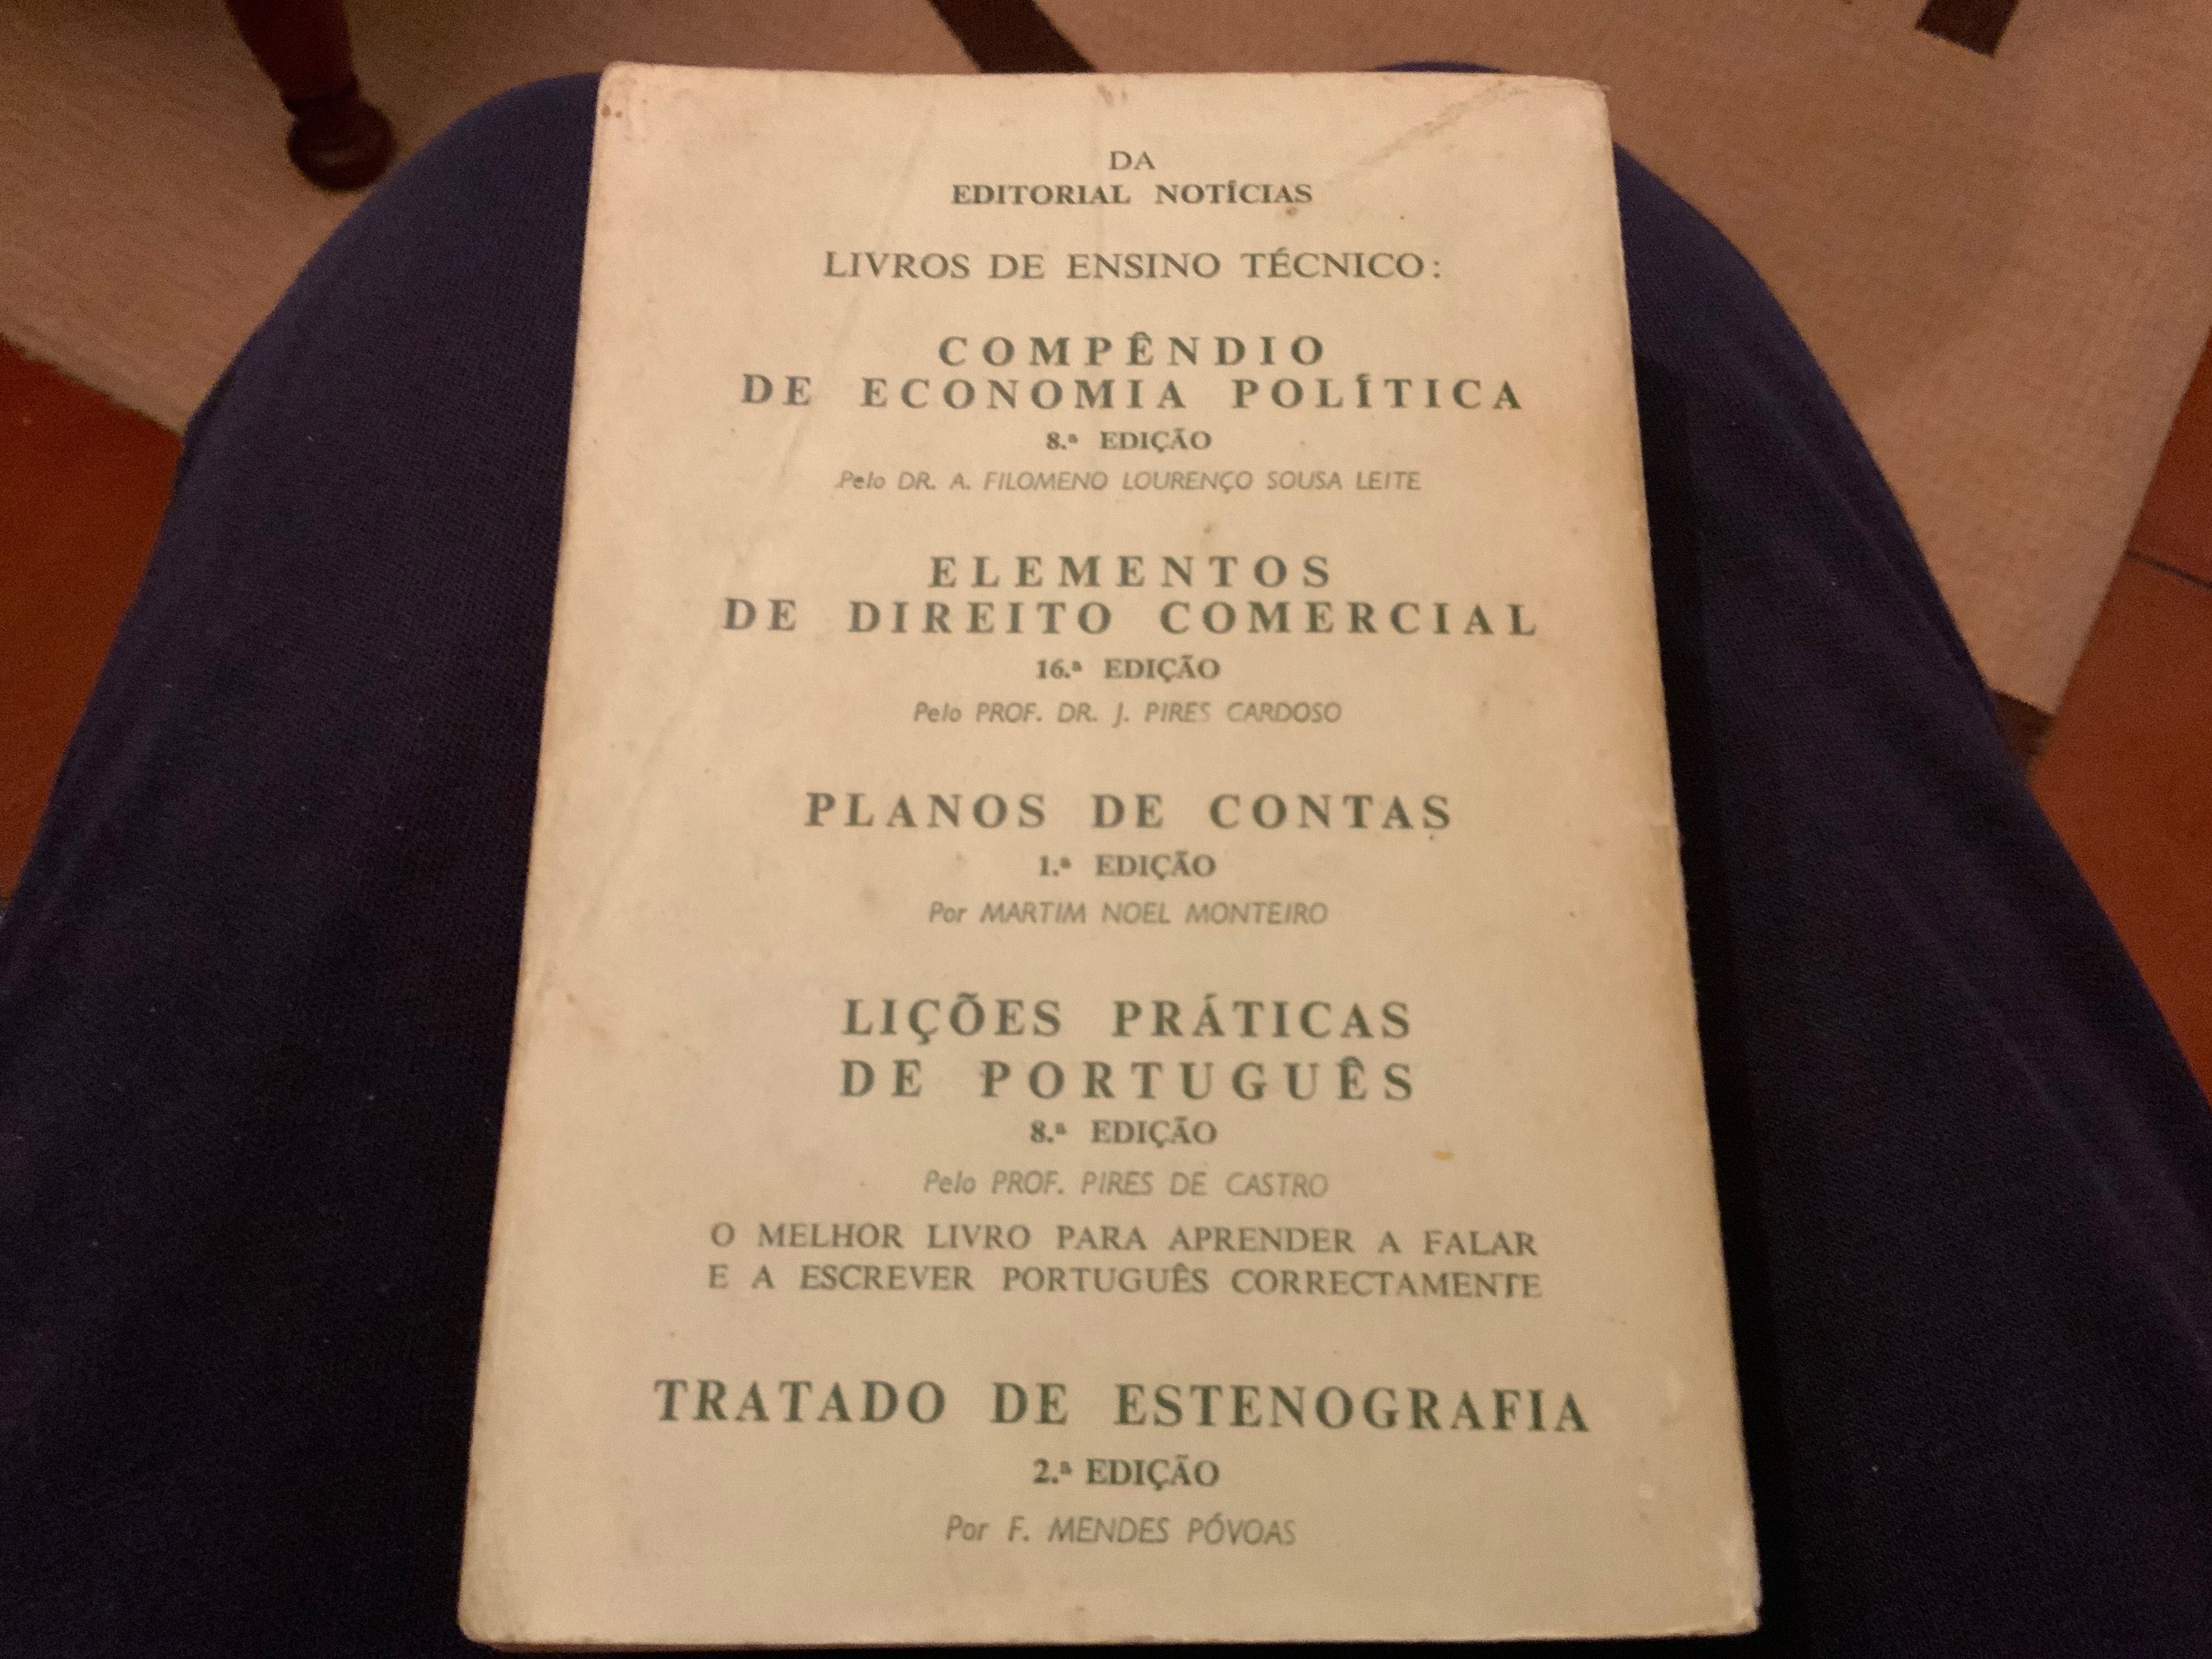 DA
EDITORIAL NOTÍCIAS
LIVROS DE ENSINO TÉCNICO:
COMPÊNDIO
DE ECONOMIA POLÍTICA
8.ª EDIÇÃO
Pelo DR. A. FILOMENO LOURENÇO SOUSA LEITE
ELEMENTOS
DE DIREITO COMERCIAL
16.ª EDIÇÃO
Pelo PROF. DR. J. PIRES CARDOSO
PLANOS DE CONTAS
1.ª EDIÇÃO
Por MARTIM NOEL MONTEIRO
LIÇÕES PRÁTICAS
DE PORTUGUÊS
8.ª EDIÇÃO
Pelo PROF. PIRES DE CASTRO
O MELHOR LIVRO PARA APRENDER A FALAR
E A ESCREVER PORTUGUÊS CORRECTAMENTE
TRATADO DE ESTENOGRAFIA
2.ª EDIÇÃO
Por F. MENDES PÓVOAS